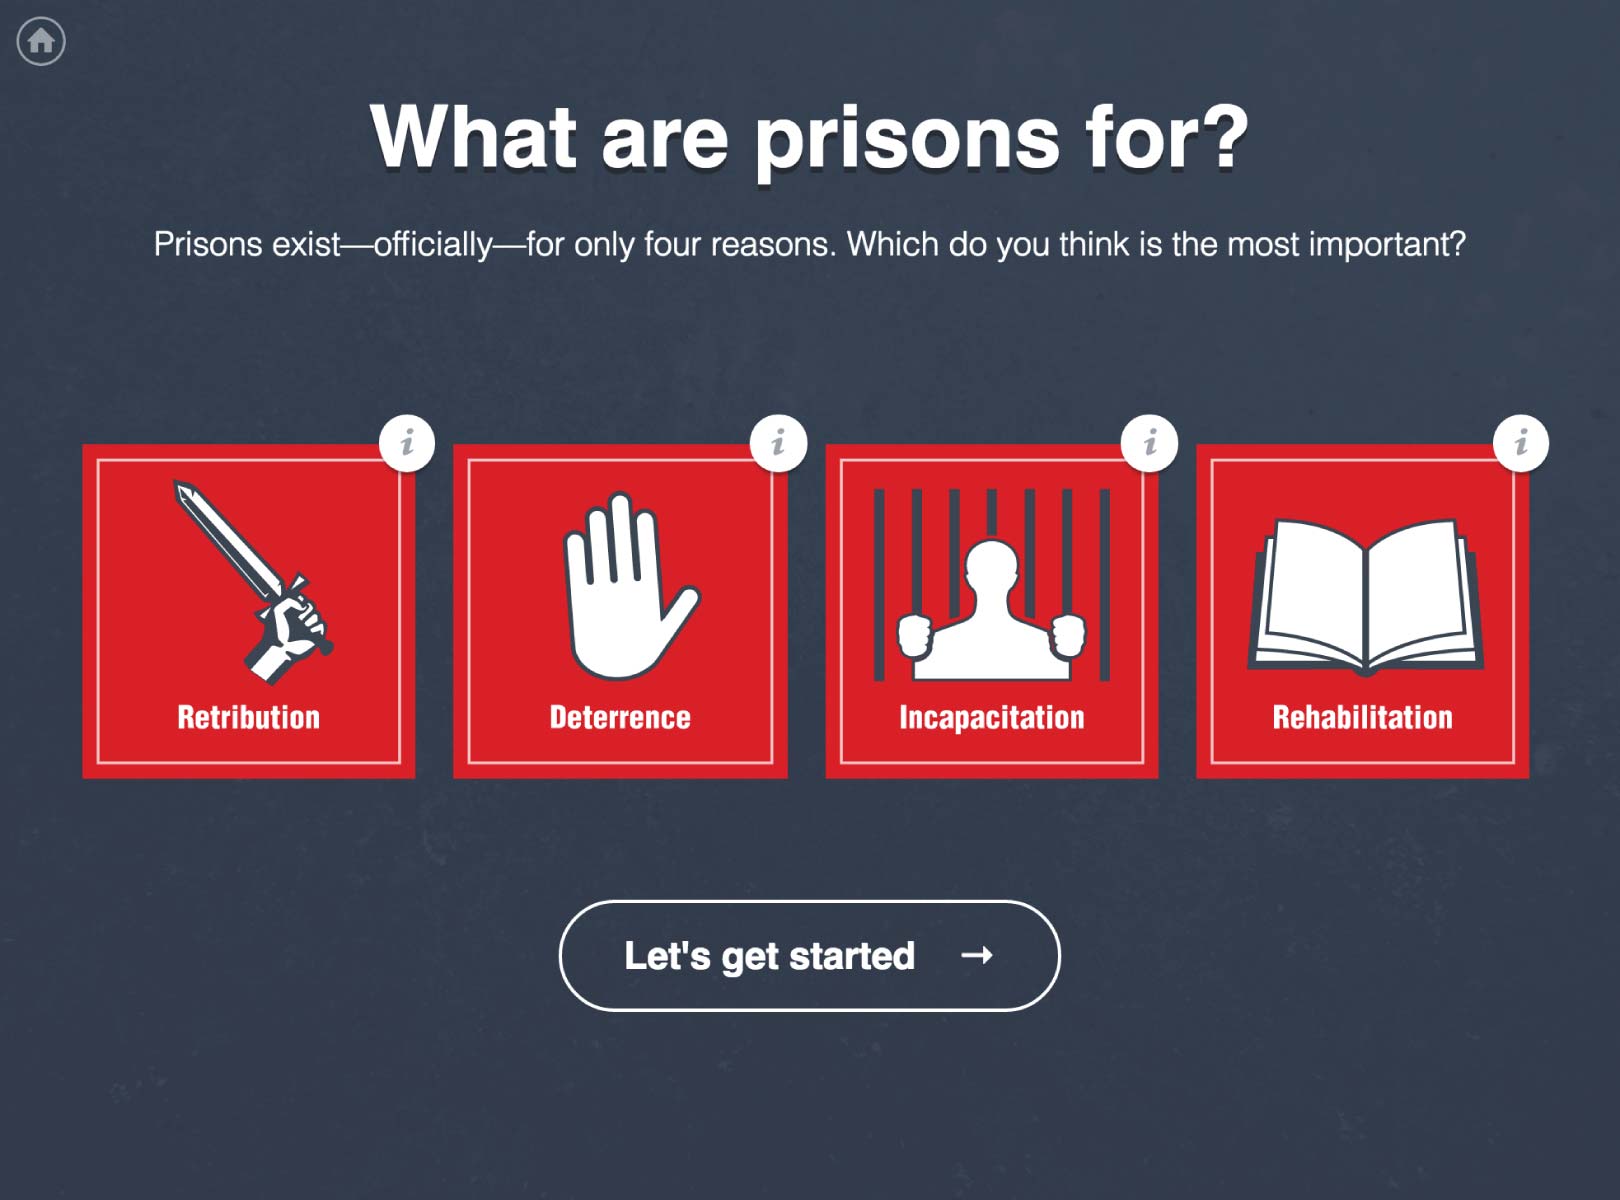 What are prisons for?
Prisons exist—officially—for only four reasons. Which do you think is the most important?
i
i
i
i
Retribution
Deterrence
Incapacitation
Rehabilitation
Let's get started →